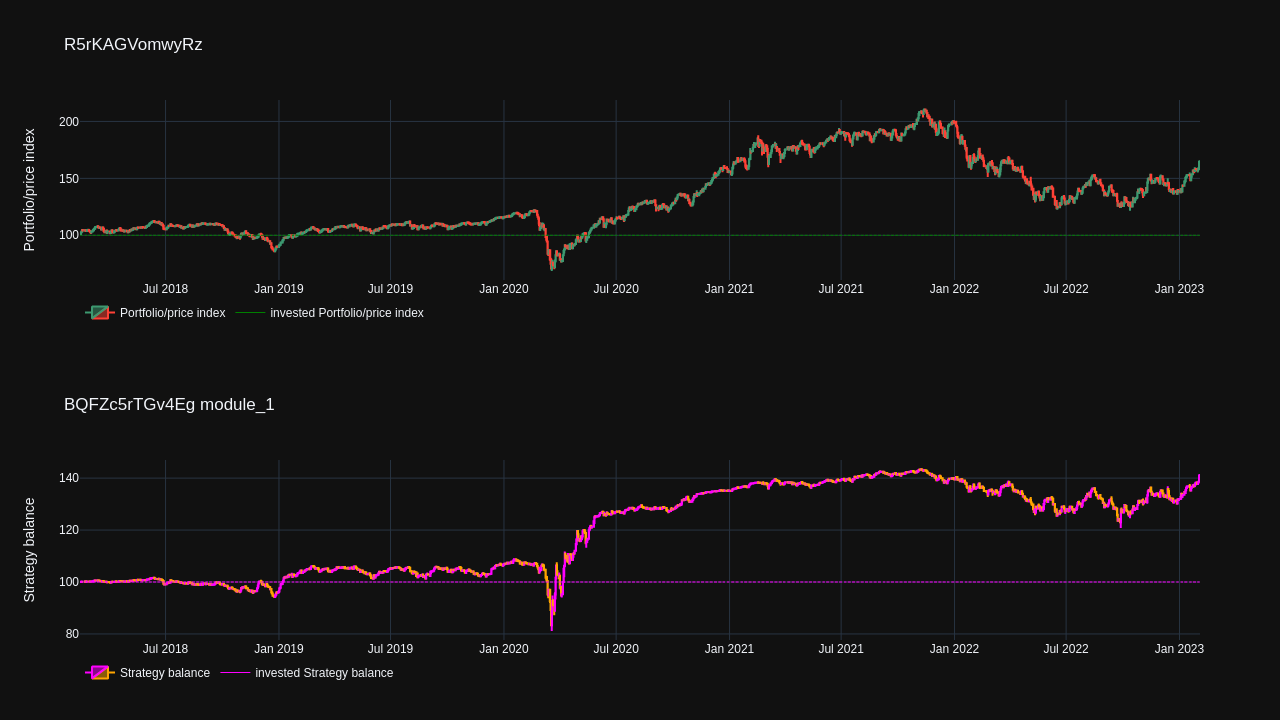 R5rKAGVomwyRz
Portfolio/price index
200
150
100
Jul 2018 Jan 2019 Jul 2019 Jan 2020 Jul 2020 Jan 2021 Jul 2021 Jan 2022 Jul 2022 Jan 2023
Portfolio/price index invested Portfolio/price index
BQFZc5rTGv4Eg module_1
Strategy balance
140
120
100
80
Jul 2018 Jan 2019 Jul 2019 Jan 2020 Jul 2020 Jan 2021 Jul 2021 Jan 2022 Jul 2022 Jan 2023
Strategy balance invested Strategy balance